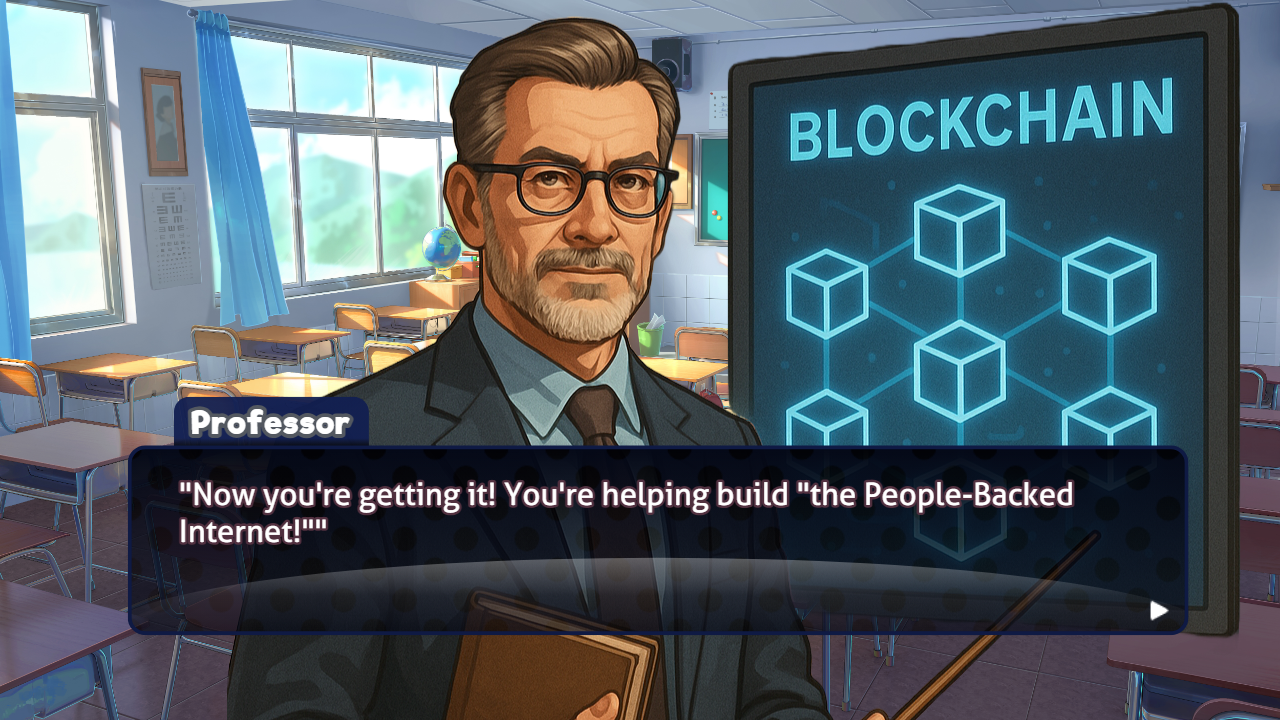 BLOCKCHAIN
Professor
"Now you're getting it! You're helping build "the People-Backed
Internet!""